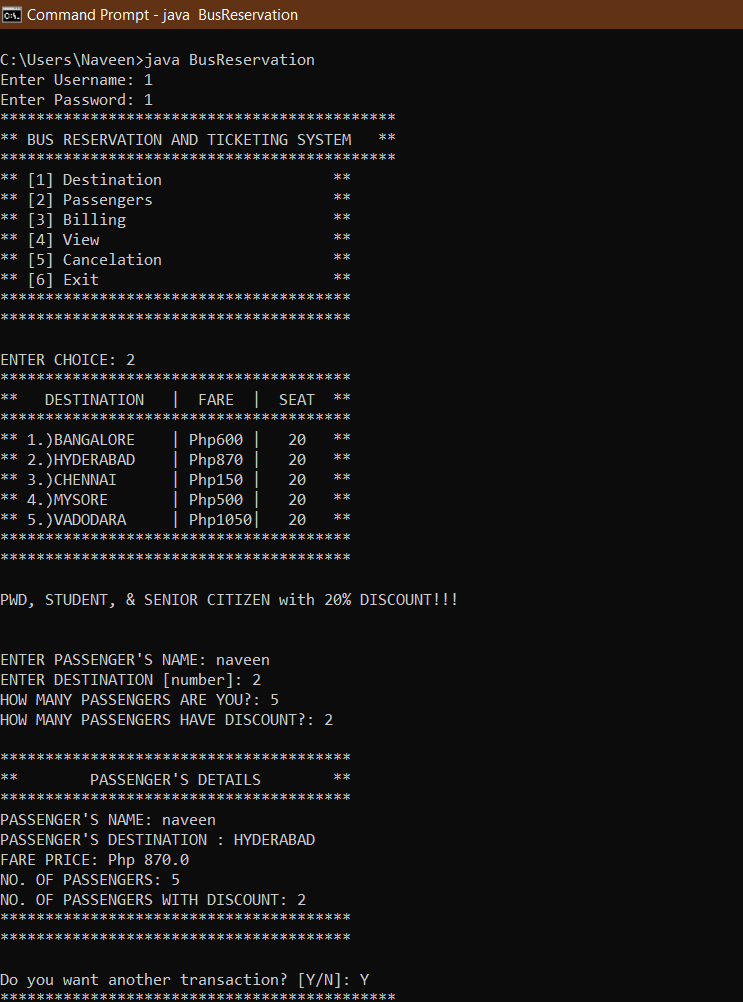 Command Prompt - java  BusReservation
C:\Users\Naveen>java BusReservation
Enter Username: 1
Enter Password: 1
********************************************
** BUS RESERVATION AND TICKETING SYSTEM   **
********************************************
** [1] Destination                   **
** [2] Passengers                    **
** [3] Billing                       **
** [4] View                          **
** [5] Cancelation                   **
** [6] Exit                          **
***************************************
***************************************
ENTER CHOICE: 2
***************************************
**   DESTINATION   |  FARE  |  SEAT  **
***************************************
** 1.)BANGALORE    | Php600 |   20   **
** 2.)HYDERABAD    | Php870 |   20   **
** 3.)CHENNAI      | Php150 |   20   **
** 4.)MYSORE       | Php500 |   20   **
** 5.)VADODARA     | Php1050|   20   **
***************************************
***************************************
PWD, STUDENT, & SENIOR CITIZEN with 20% DISCOUNT!!!
ENTER PASSENGER'S NAME: naveen
ENTER DESTINATION [number]: 2
HOW MANY PASSENGERS ARE YOU?: 5
HOW MANY PASSENGERS HAVE DISCOUNT?: 2
***************************************
**        PASSENGER'S DETAILS        **
***************************************
PASSENGER'S NAME: naveen
PASSENGER'S DESTINATION : HYDERABAD
FARE PRICE: Php 870.0
NO. OF PASSENGERS: 5
NO. OF PASSENGERS WITH DISCOUNT: 2
***************************************
***************************************
Do you want another transaction? [Y/N]: Y
********************************************